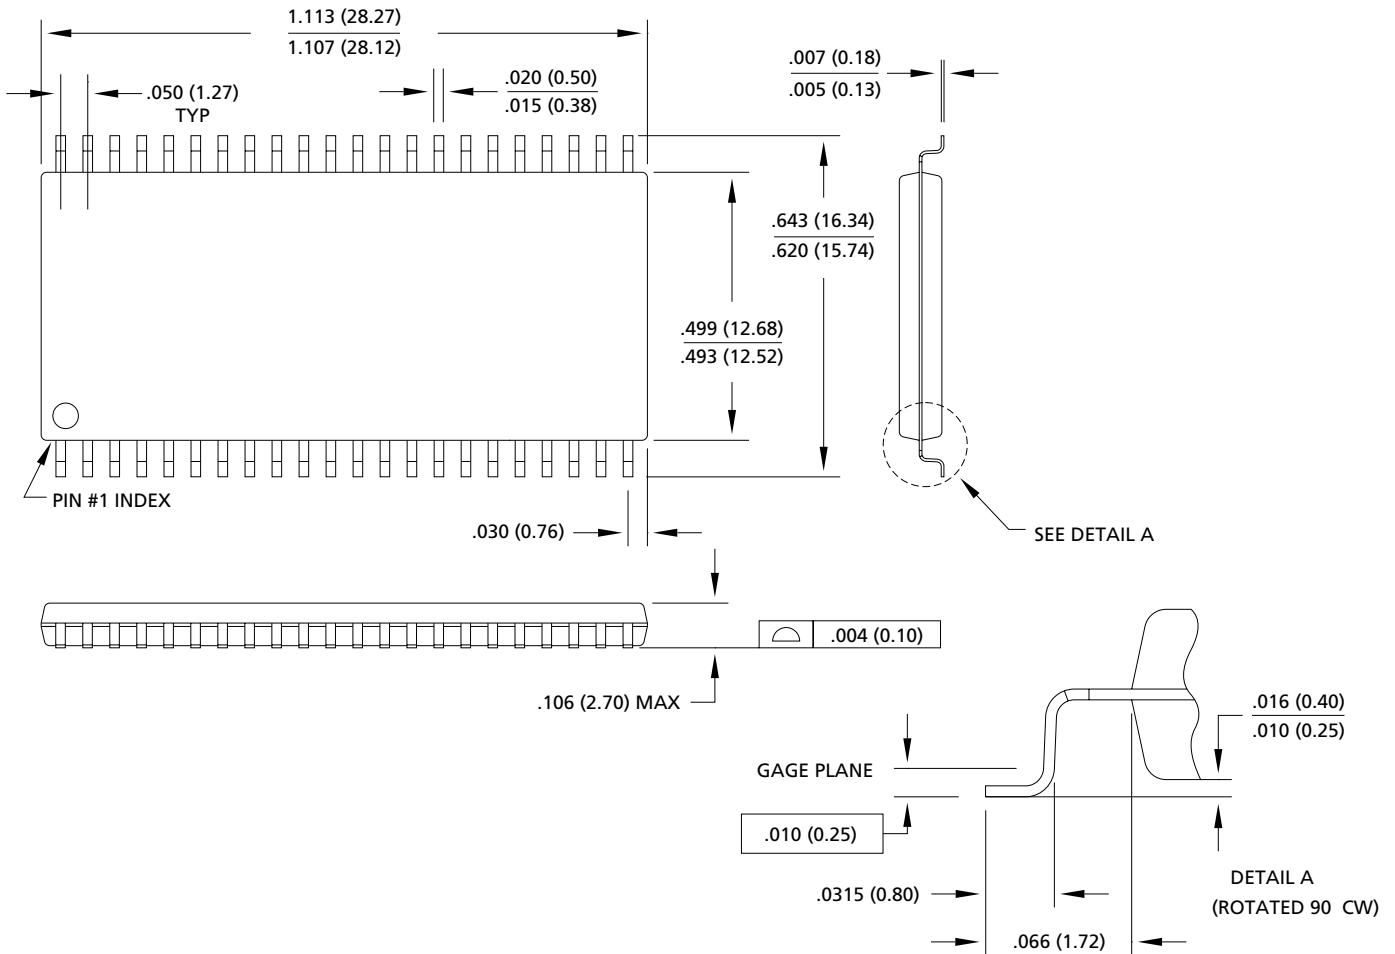 1.113 (28.27)
1.107 (28.12)
.050 (1.27)
TYP
.020 (0.50)
.015 (0.38)
.007 (0.18)
.005 (0.13)
.643 (16.34)
.620 (15.74)
.499 (12.68)
.493 (12.52)
PIN #1 INDEX
.030 (0.76)
SEE DETAIL A
.004 (0.10)
.106 (2.70) MAX
.016 (0.40)
.010 (0.25)
GAGE PLANE
.010 (0.25)
.0315 (0.80)
DETAIL A
(ROTATED 90 CW)
.066 (1.72)